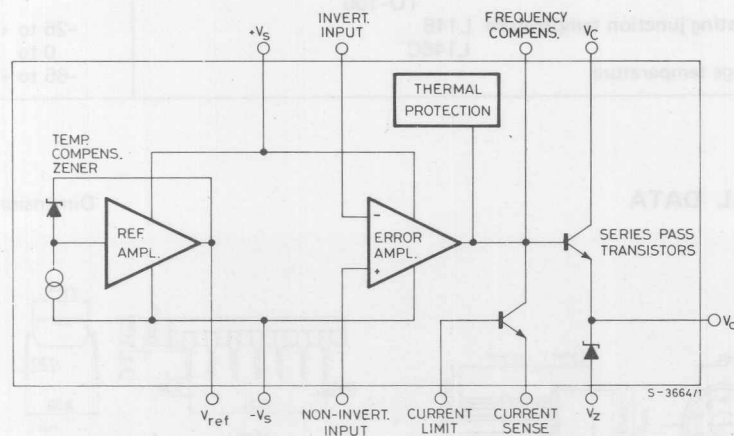 INVERT.
INPUT
FREQUENCY
COMPENS.
+VS
VC
THERMAL
PROTECTION
TEMP.
COMPENS.
ZENER
REF.
AMPL.
−
ERROR
AMPL.
+
SERIES PASS
TRANSISTORS
S-3664/1
Vref
-VS
NON-INVERT.
INPUT
CURRENT
LIMIT
CURRENT
SENSE
VZ